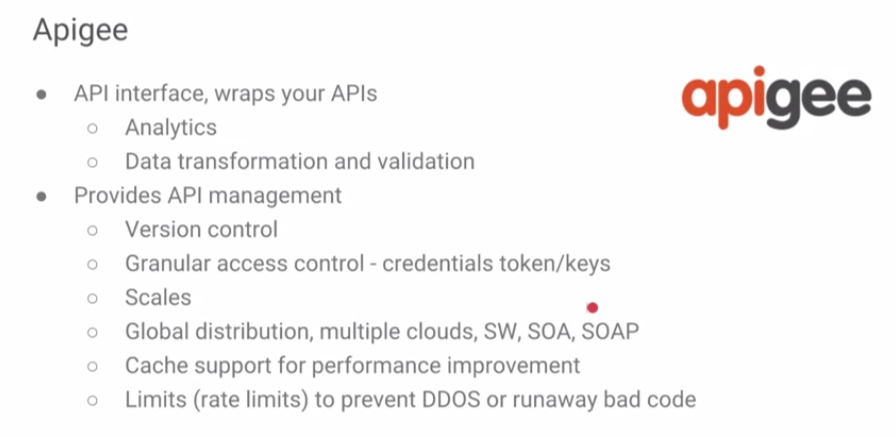 Apigee
apigee
● API interface, wraps your APIs
○ Analytics
○ Data transformation and validation
● Provides API management
○ Version control
○ Granular access control - credentials token/keys
○ Scales
○ Global distribution, multiple clouds, SW, SOA, SOAP
○ Cache support for performance improvement
○ Limits (rate limits) to prevent DDOS or runaway bad code